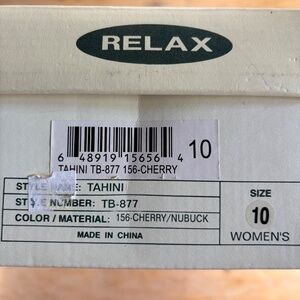 RELAX
6 48919 15656 4 10
TAHINI TB-877 156-CHERRY
STYLE NAME: TAHINI
STYLE NUMBER: TB-877
COLOR / MATERIAL: 156-CHERRY/NUBUCK
MADE IN CHINA
SIZE
10
WOMEN'S